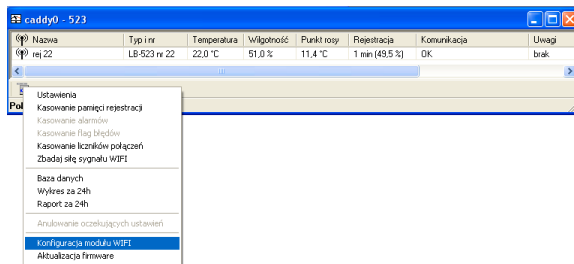 caddy0 - 523
Nazwa Typ i nr Temperatura Wilgotność Punkt rosy Rejestracja Komunikacja Uwagi
rej 22 LB-523 nr 22 22,0 °C 51,0 % 11,4 °C 1 min (49,5 %) OK brak
Ustawienia
Kasowanie pamięci rejestracji
Kasowanie alarmów
Kasowanie flag błędów
Kasowanie liczników połączeń
Zbadaj siłę sygnału WIFI
Baza danych
Wykres za 24h
Raport za 24h
Anulowanie oczekujących ustawień
Konfiguracja modułu WIFI
Aktualizacja firmware